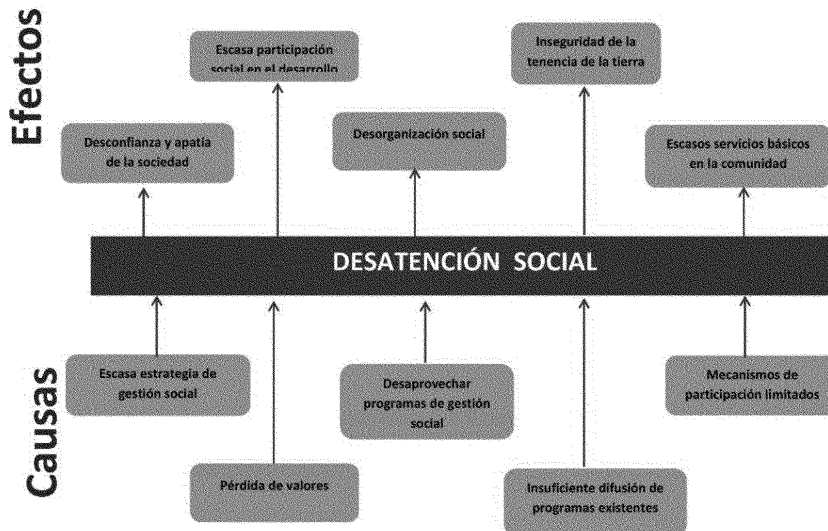 Efectos
Escasa participación
social en el desarrollo
Inseguridad de la
tenencia de la tierra
Desconfianza y apatía
de la sociedad
Desorganización social
Escasos servicios básicos
en la comunidad
DESATENCIÓN SOCIAL
Causas
Escasa estrategia de
gestión social
Desaprovechar
programas de gestión
social
Mecanismos de
participación limitados
Pérdida de valores
Insuficiente difusión de
programas existentes